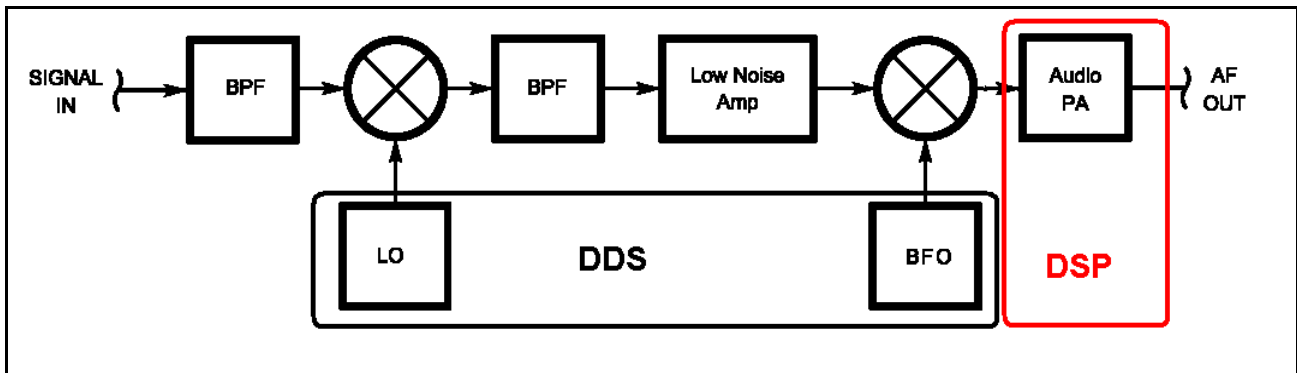 SIGNAL
IN
BPF
BPF
Low Noise
Amp
Audio
PA
AF
OUT
LO
DDS
BFO
DSP